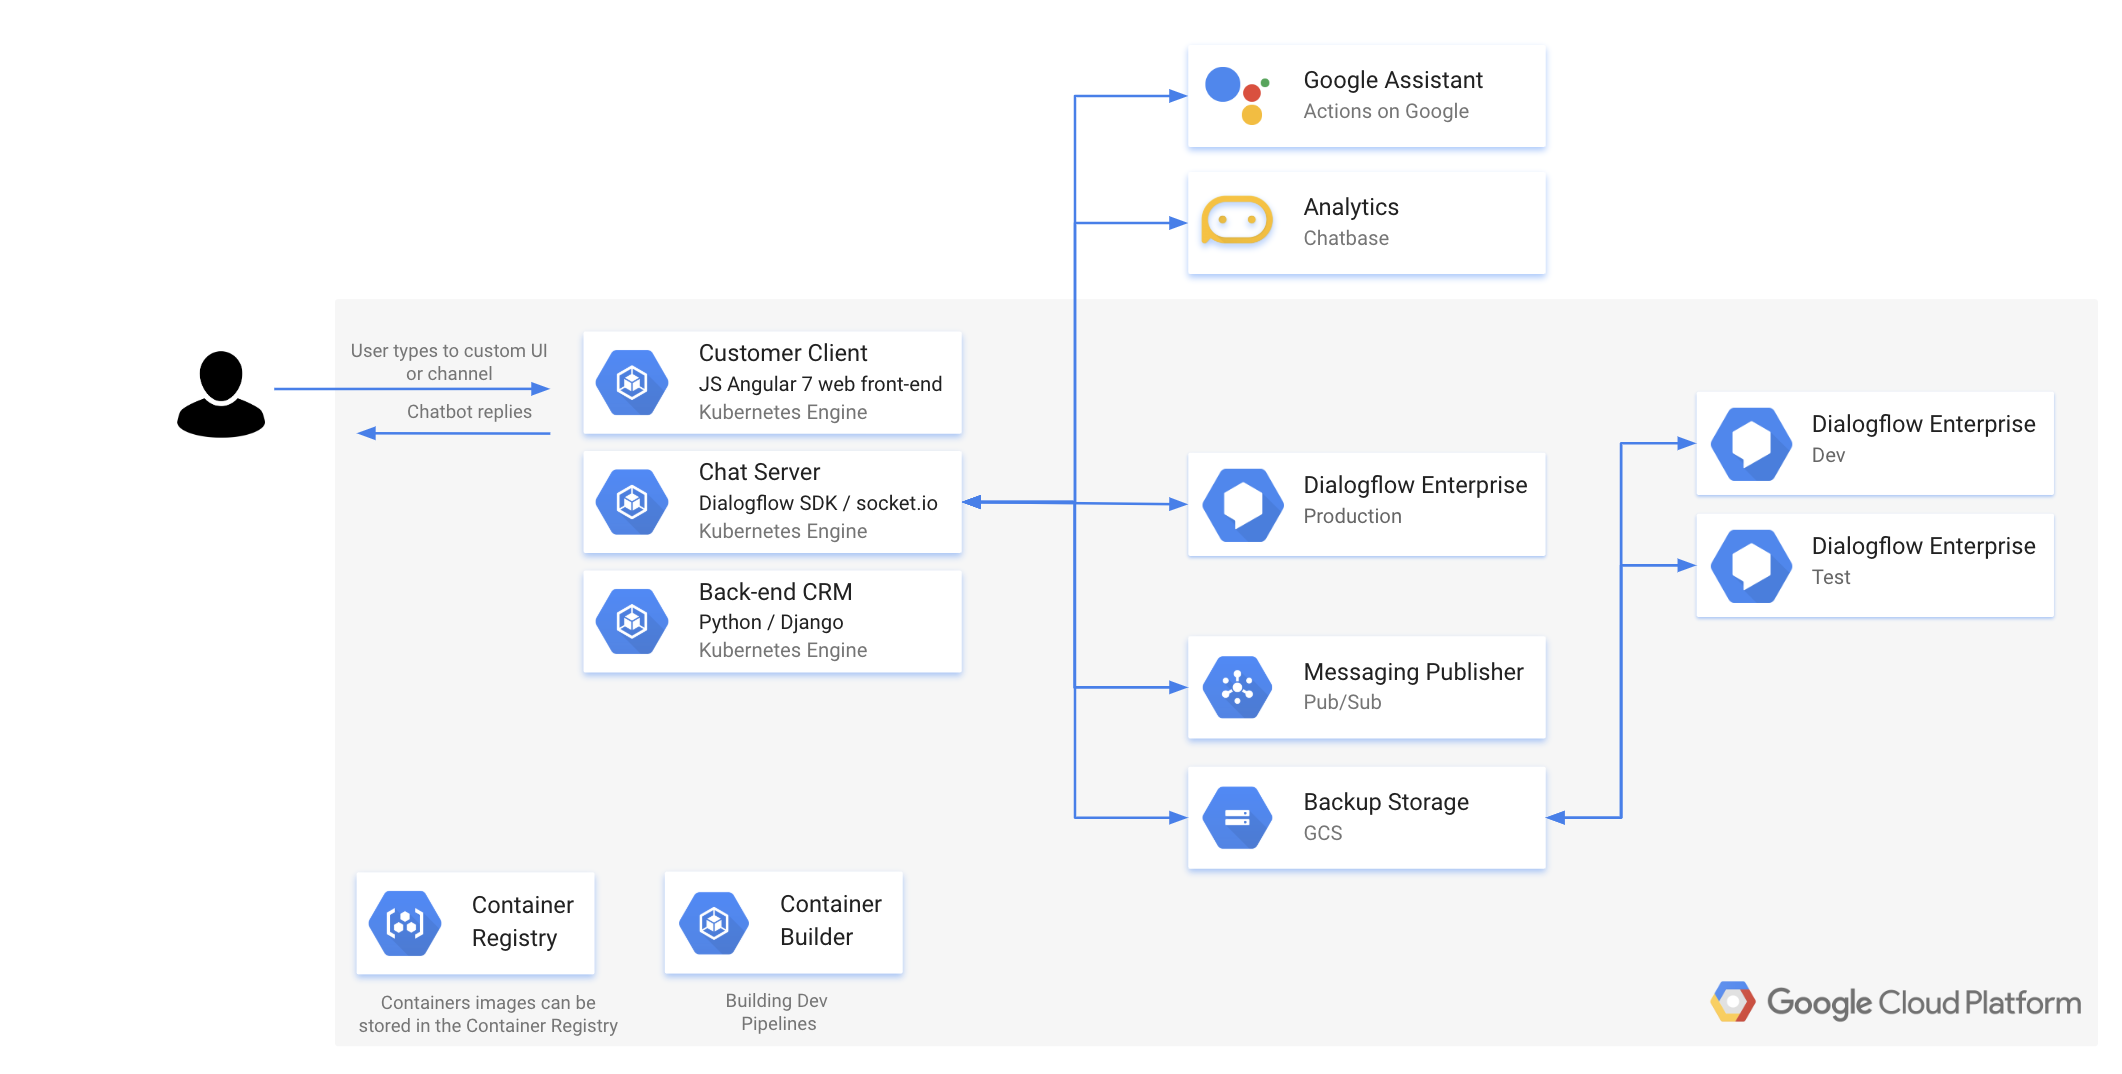 Google Assistant
Actions on Google
Analytics
Chatbase
User types to custom UI
or channel
Chatbot replies
Customer Client
JS Angular 7 web front-end
Kubernetes Engine
Chat Server
Dialogflow SDK / socket.io
Kubernetes Engine
Back-end CRM
Python / Django
Kubernetes Engine
Dialogflow Enterprise
Production
Messaging Publisher
Pub/Sub
Backup Storage
GCS
Dialogflow Enterprise
Dev
Dialogflow Enterprise
Test
Container
Registry
Containers images can be
stored in the Container Registry
Container
Builder
Building Dev
Pipelines
Google Cloud Platform